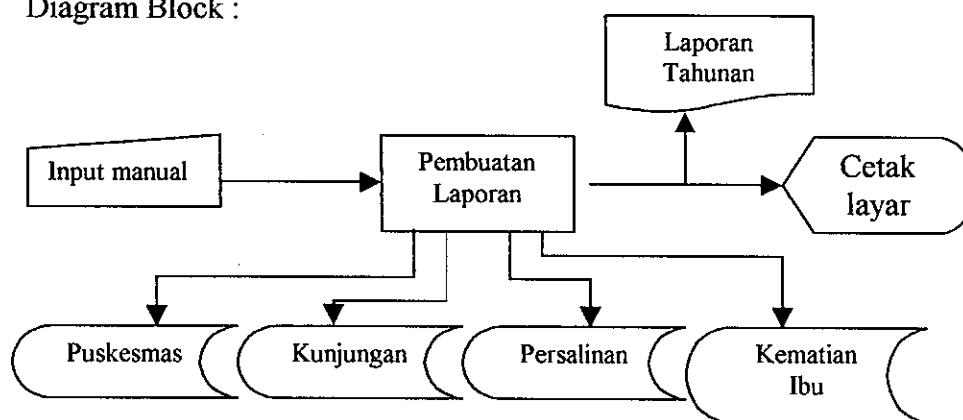 Diagram Block :
Laporan
Tahunan
Input manual
Pembuatan
Laporan
Cetak
layar
Puskesmas
Kunjungan
Persalinan
Kematian
Ibu